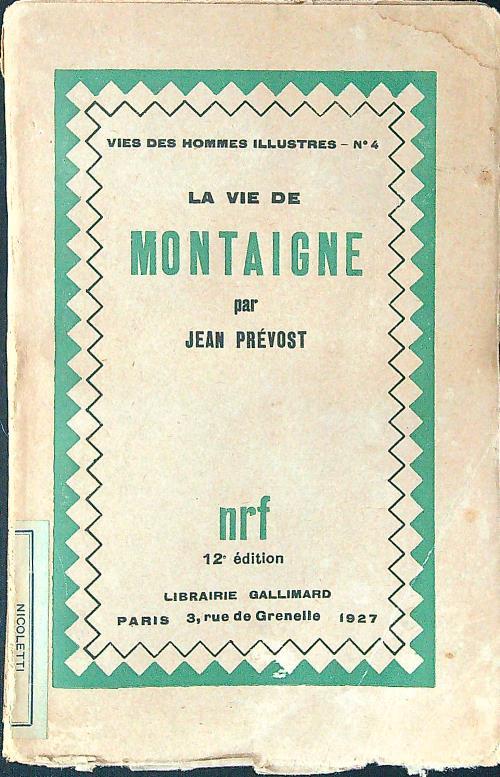 VIES DES HOMMES ILLUSTRES – N° 4
LA VIE DE
MONTAIGNE
par
JEAN PRÉVOST
nrf
12e édition
LIBRAIRIE GALLIMARD
PARIS 3, rue de Grenelle 1927
NICOLETTI